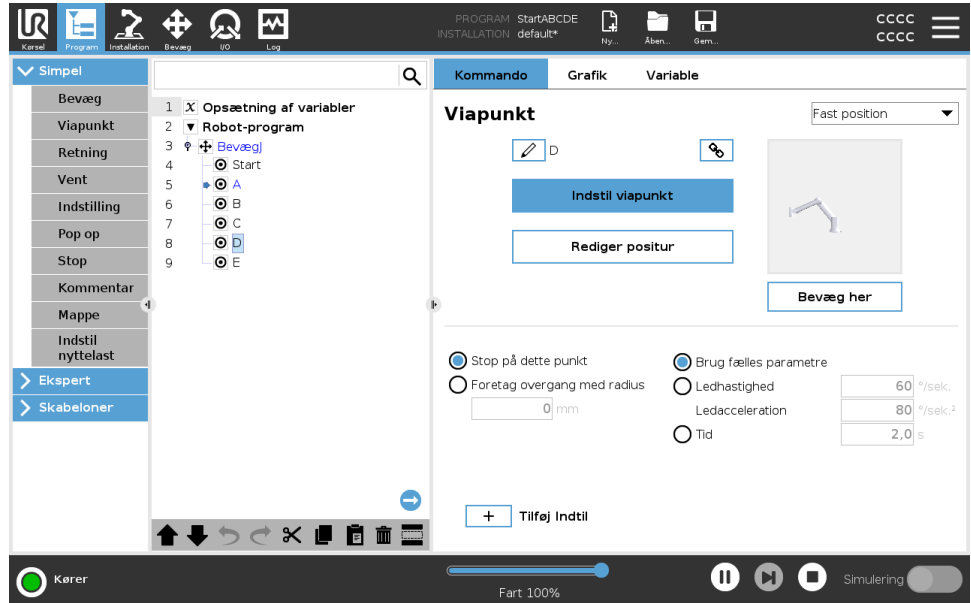 UR
Kørsel
Program
Installation
Bevæg
I/O
Log
PROGRAM StartABCDE
INSTALLATION default*
Ny...
Åben...
Gem...
CCCC
CCCC
Simpel
Bevæg
Viapunkt
Retning
Vent
Indstilling
Pop op
Stop
Kommentar
Mappe
Indstil
nyttelast
Ekspert
Skabeloner
1 X Opsætning af variabler
2 Robot-program
3 BevægJ
4 Start
5 A
6 B
7 C
8 D
9 E
Kommando Grafik Variable
Viapunkt
Fast position
D
Indstil viapunkt
Rediger positur
Bevæg her
Stop på dette punkt
Foretag overgang med radius
0 mm
Brug fælles parametre
Ledhastighed 60 °/sek.
Ledacceleration 80 °/sek.²
Tid 2,0 s
+ Tilføj Indtil
Kører
Fart 100%
Simulering